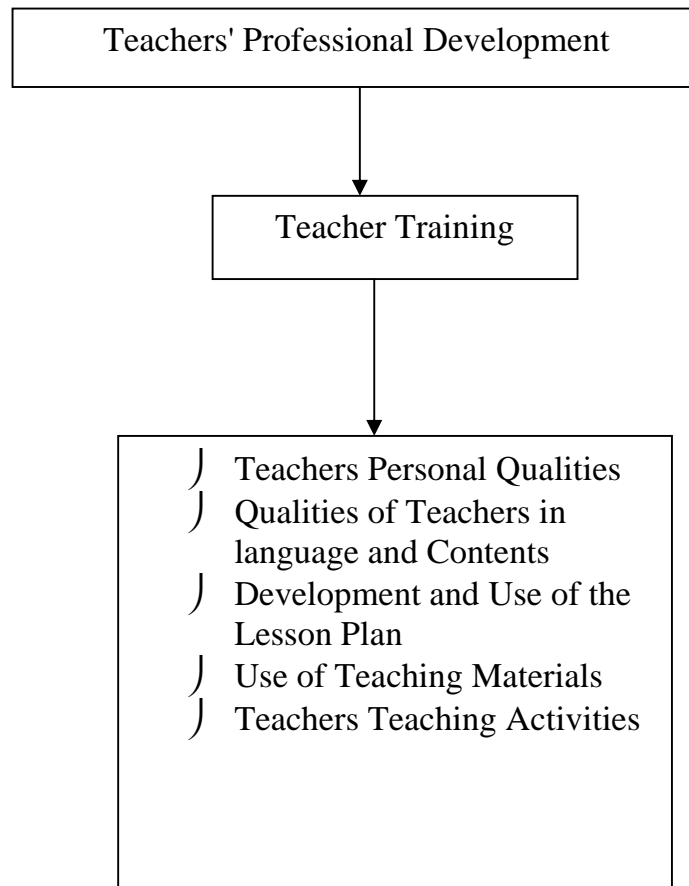 Teachers' Professional Development
Teacher Training
⎠ Teachers Personal Qualities
⎠ Qualities of Teachers in
language and Contents
⎠ Development and Use of the
Lesson Plan
⎠ Use of Teaching Materials
⎠ Teachers Teaching Activities